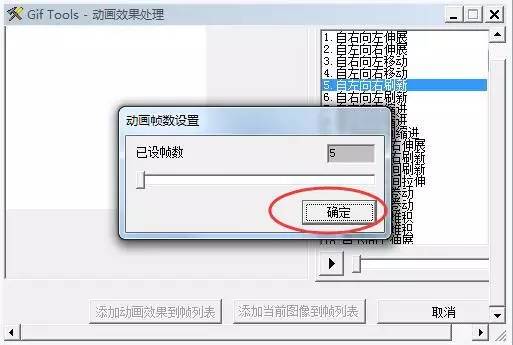 Gif Tools - 动画效果处理
1. 自右向左伸展
2. 自左向右伸展
3. 自右向左移动
4. 自左向右移动
5. 自左向右刷新
6. 自右向左刷新
动画帧数设置
已设帧数
5
确定
添加动画效果到帧列表
添加当前图像到帧列表
取消